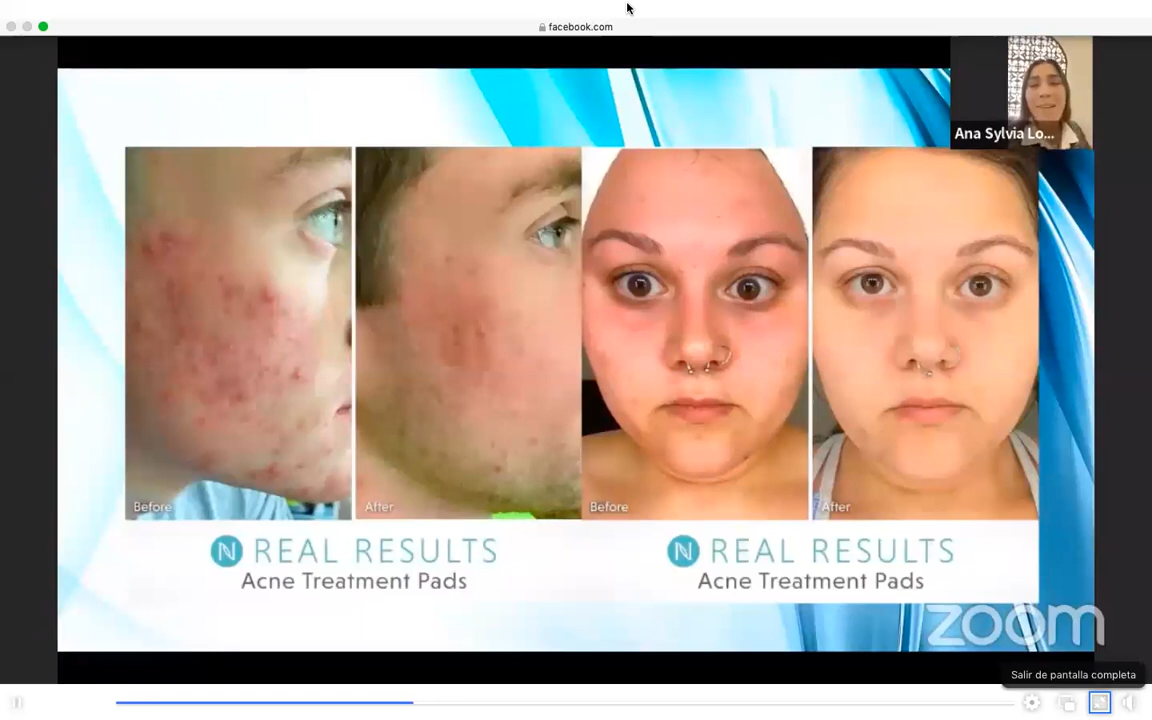 facebook.com
Ana Sylvia Lo...
Before
After
Before
After
N REAL RESULTS
Acne Treatment Pads
N REAL RESULTS
Acne Treatment Pads
zoom
Salir de pantalla completa